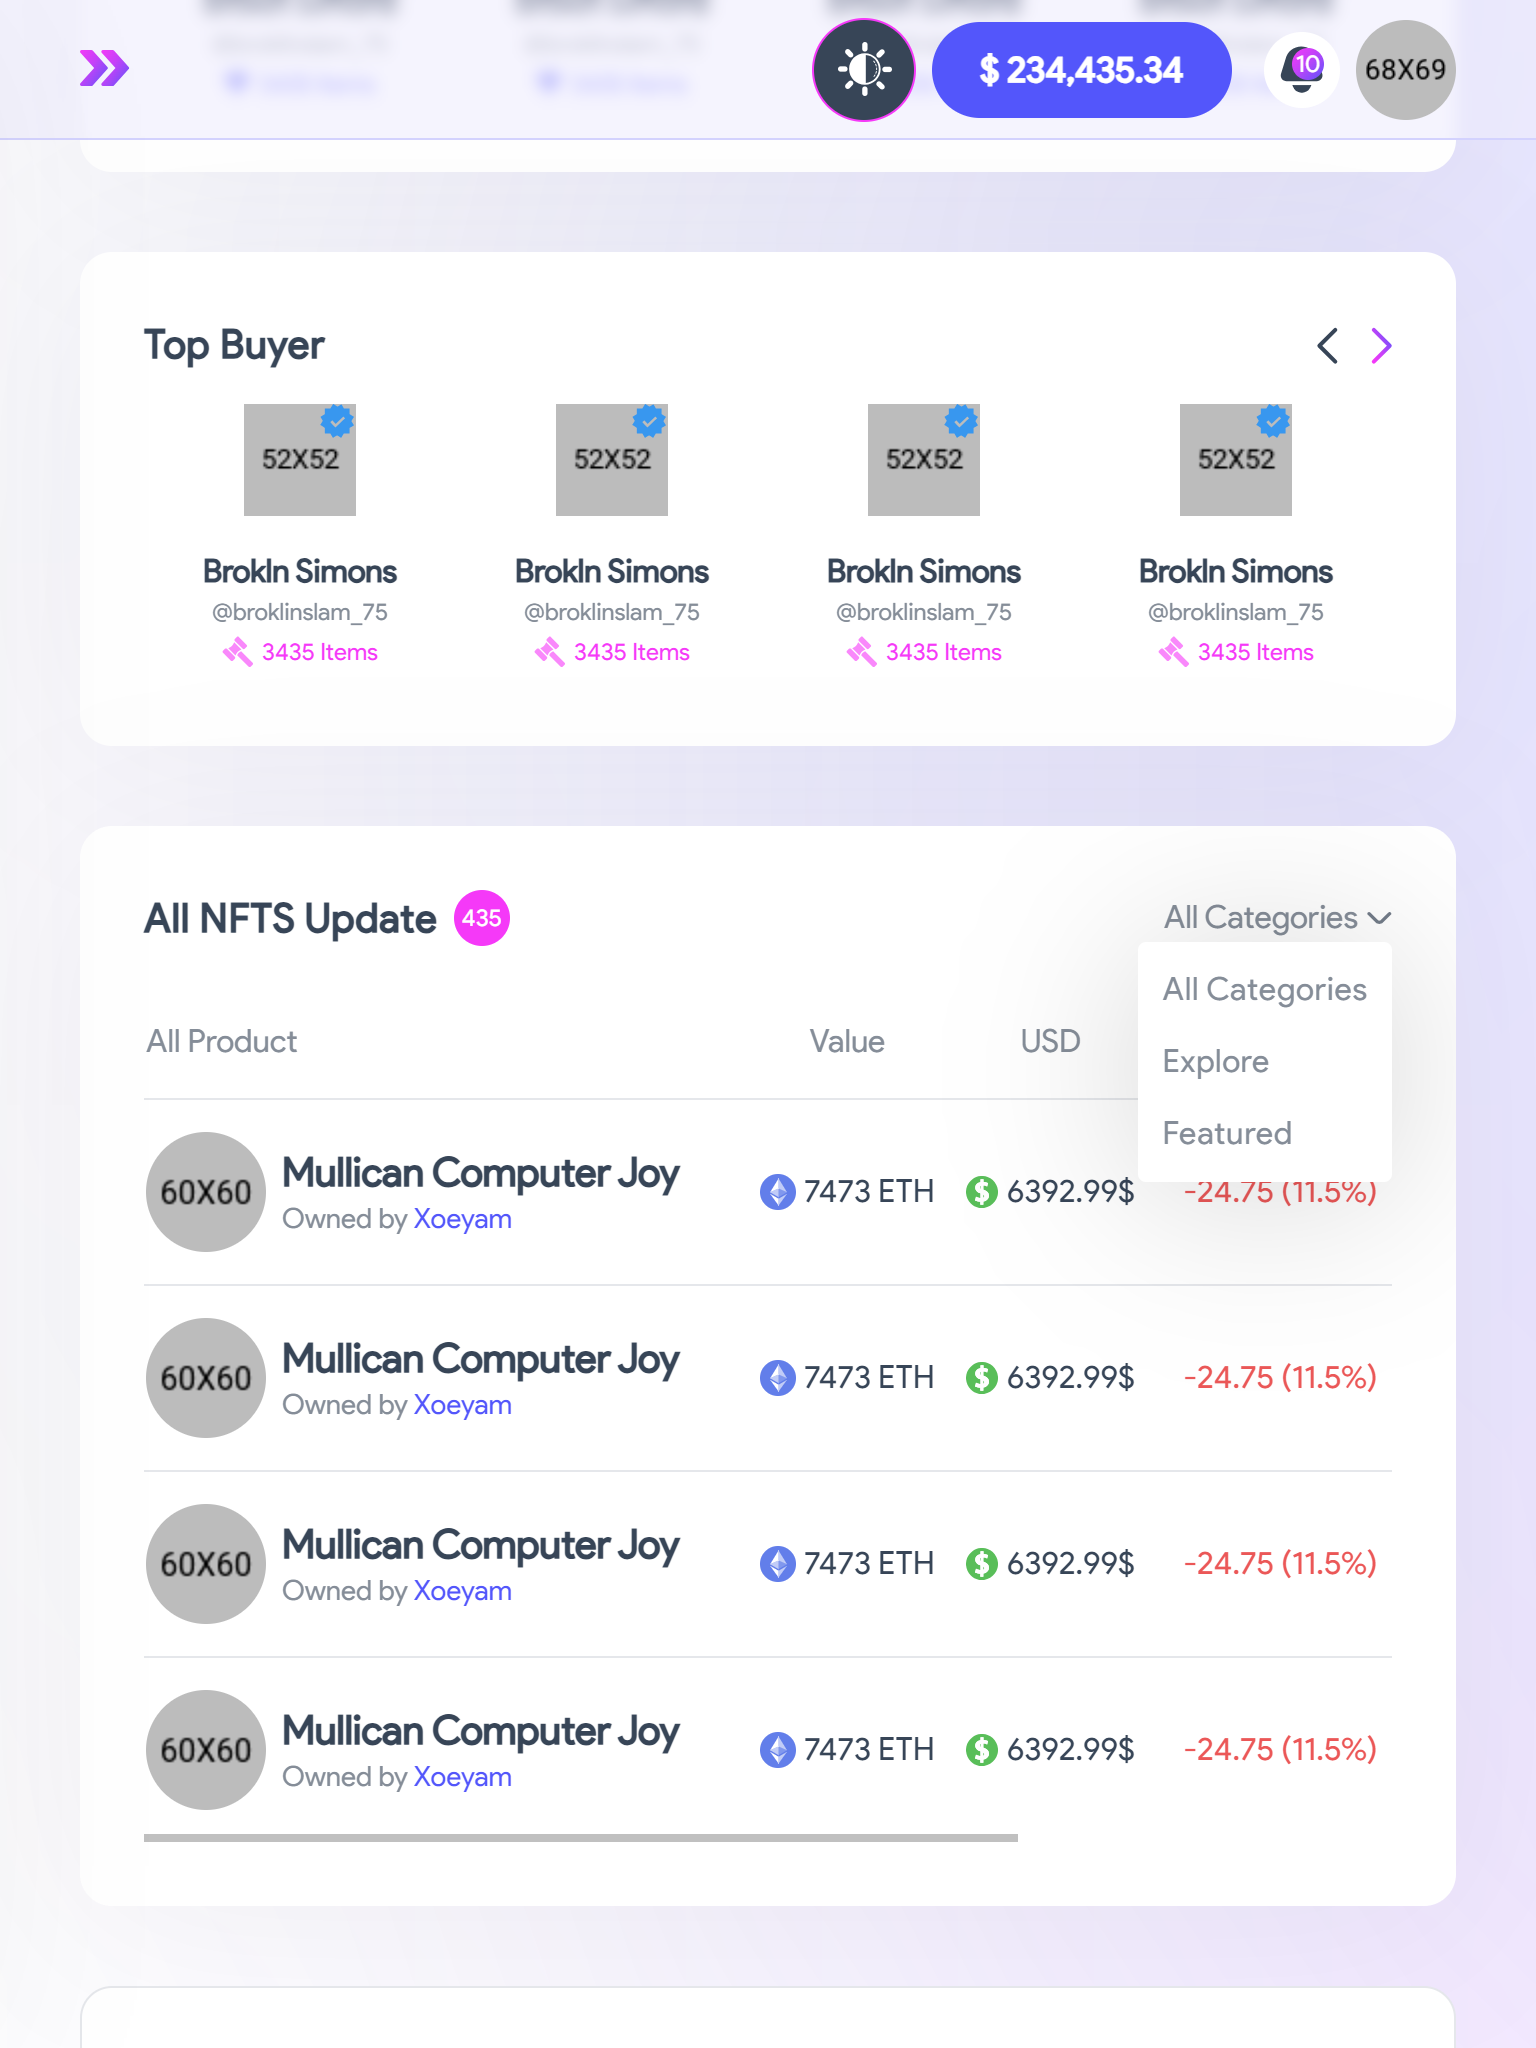 $ 234,435.34
10
68X69
Top Buyer
52X52
52X52
52X52
52X52
Brokln Simons
Brokln Simons
Brokln Simons
Brokln Simons
@broklinslam_75
@broklinslam_75
@broklinslam_75
@broklinslam_75
3435 Items
3435 Items
3435 Items
3435 Items
All NFTS Update
435
All Categories
All Categories
Explore
Featured
All Product
Value
USD
60X60
Mullican Computer Joy
Owned by Xoeyam
7473 ETH
6392.99$
-24.75 (11.5%)
60X60
Mullican Computer Joy
Owned by Xoeyam
7473 ETH
6392.99$
-24.75 (11.5%)
60X60
Mullican Computer Joy
Owned by Xoeyam
7473 ETH
6392.99$
-24.75 (11.5%)
60X60
Mullican Computer Joy
Owned by Xoeyam
7473 ETH
6392.99$
-24.75 (11.5%)